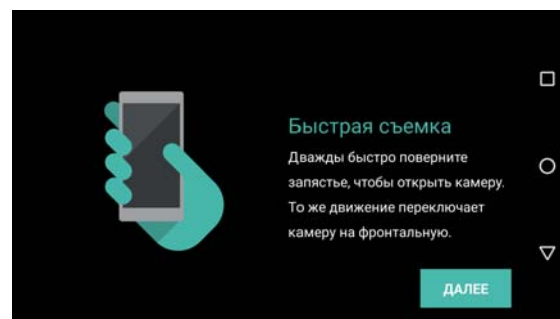 Быстрая съемка
Дважды быстро поверните
запястье, чтобы открыть камеру.
То же движение переключает
камеру на фронтальную.
ДАЛЕЕ